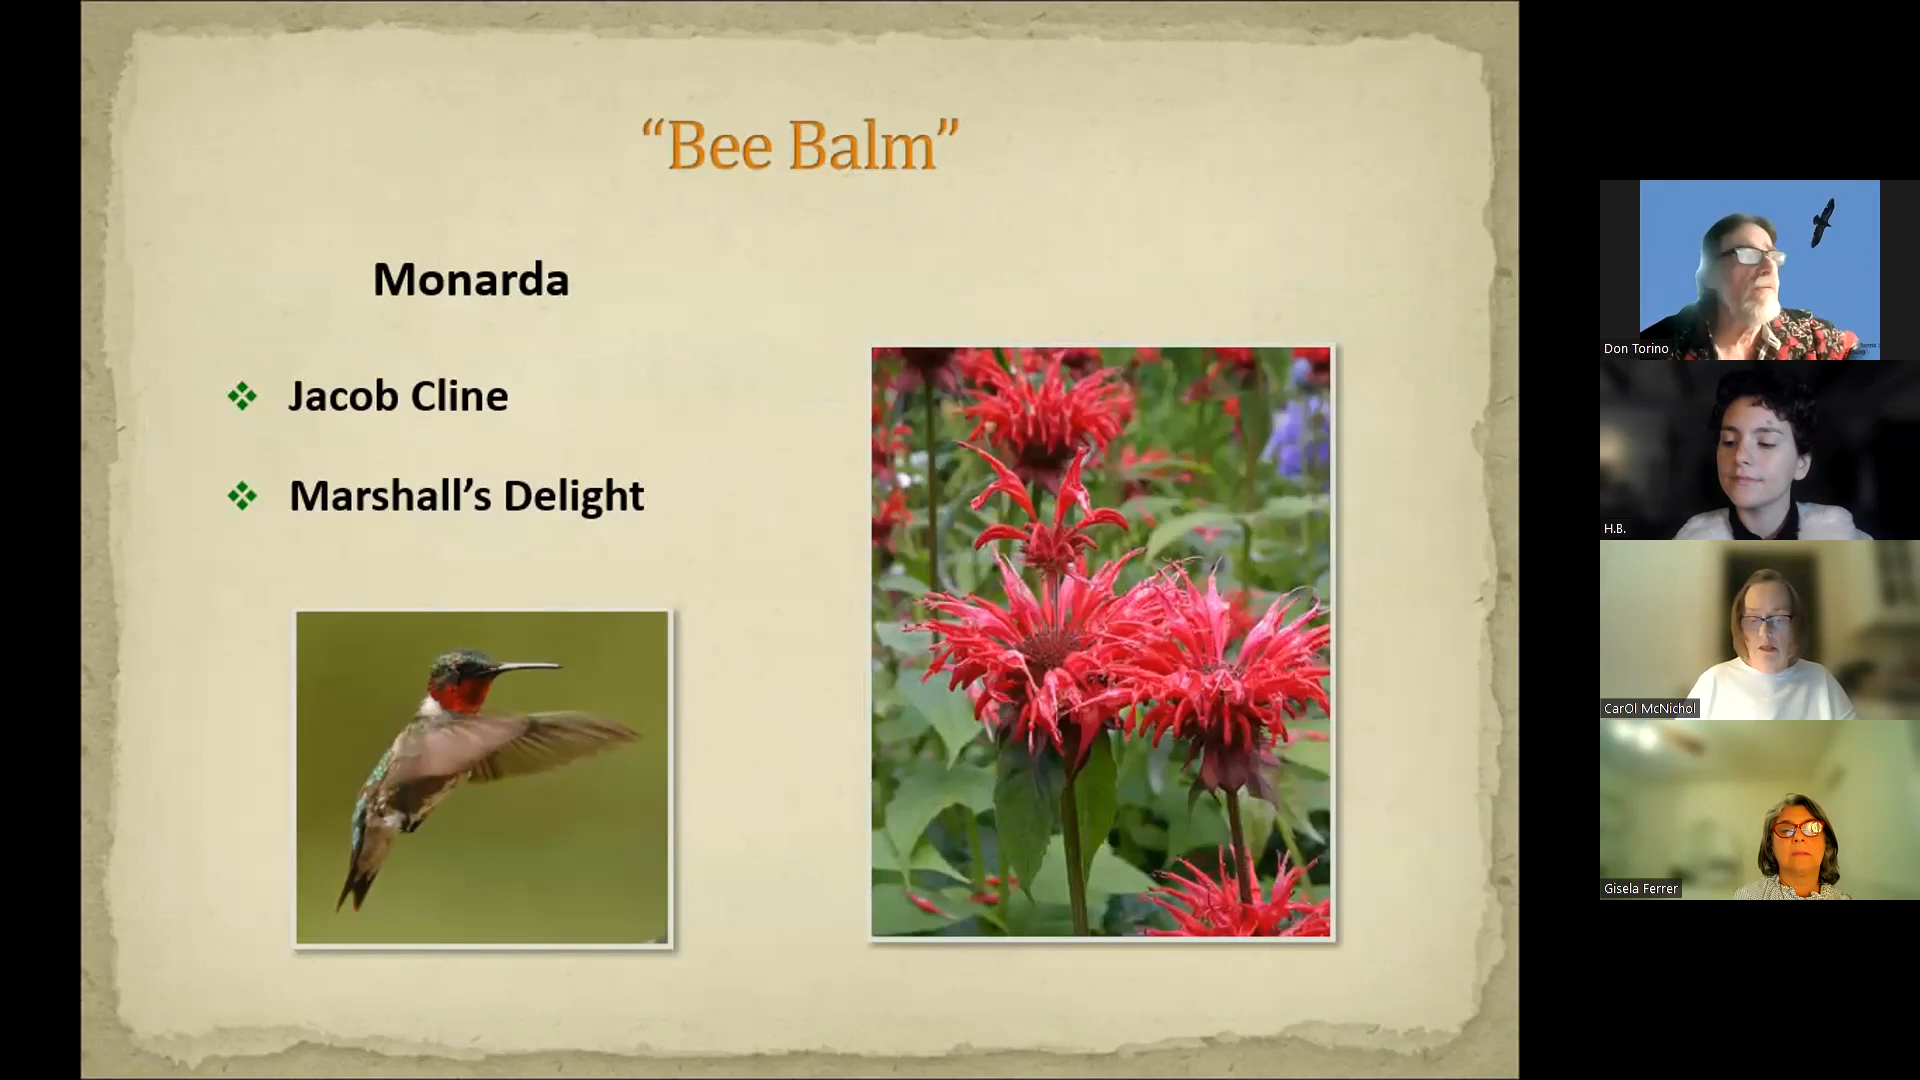 “Bee Balm”
Monarda
Jacob Cline
Marshall’s Delight
Don Torino
H.B.
CarOl McNichol
Gisela Ferrer